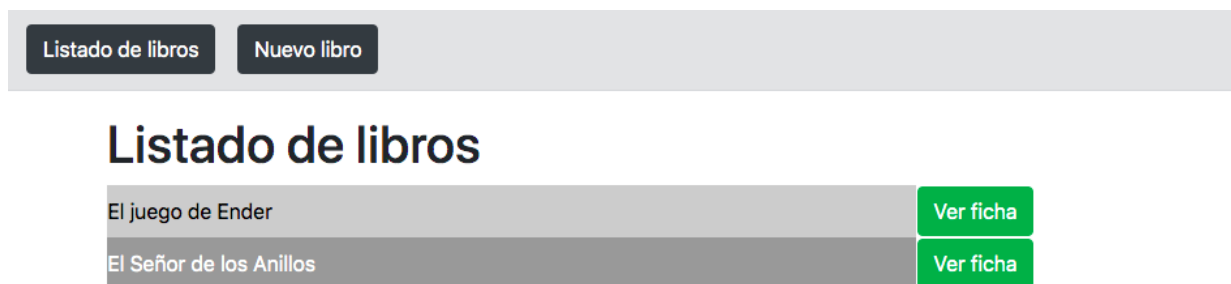 Listado de libros Nuevo libro
Listado de libros
El juego de Ender Ver ficha
El Señor de los Anillos Ver ficha